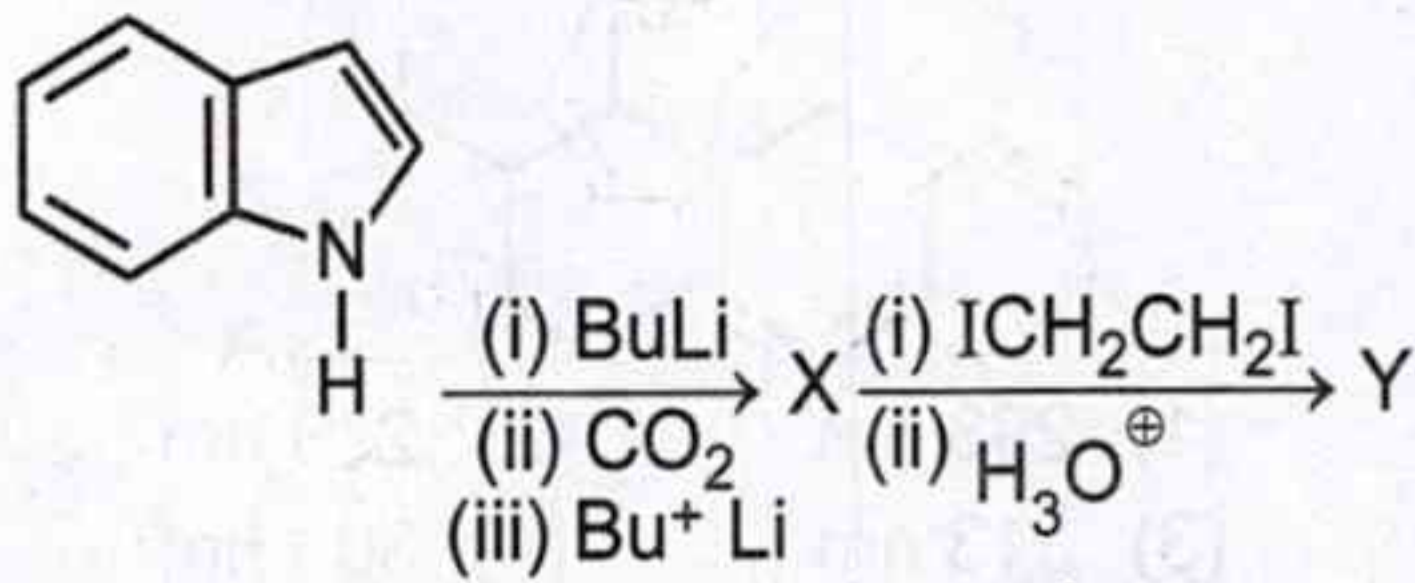 N
H
(i) BuLi
(ii) CO₂
(iii) Bu⁺ Li
X
(i) ICH₂CH₂I
(ii) H₃O⊕
Y